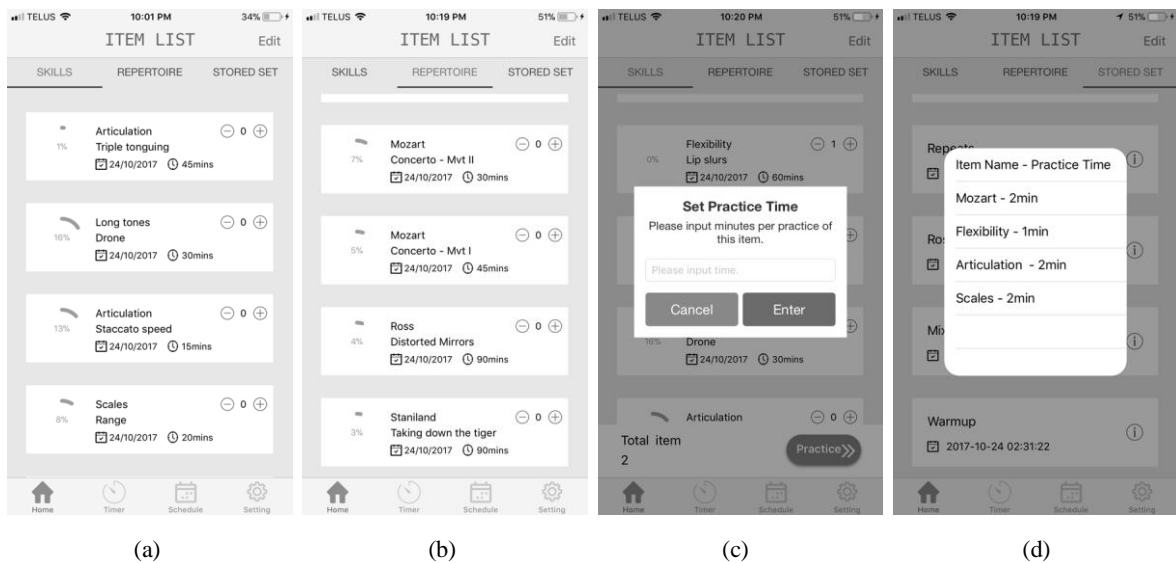 TELUS 10:01 PM 34%
ITEM LIST Edit
SKILLS REPERTOIRE STORED SET
Articulation 0
1% Triple tonguing
24/10/2017 45mins
Long tones 0
16% Drone
24/10/2017 30mins
Articulation 0
13% Staccato speed
24/10/2017 15mins
Scales 0
8% Range
24/10/2017 20mins
Home Timer Schedule Setting
(a)
TELUS 10:19 PM 51%
ITEM LIST Edit
SKILLS REPERTOIRE STORED SET
Mozart 0
7% Concerto - Mvt II
24/10/2017 30mins
Mozart 0
5% Concerto - Mvt I
24/10/2017 45mins
Ross 0
4% Distorted Mirrors
24/10/2017 90mins
Staniland 0
3% Taking down the tiger
24/10/2017 90mins
Home Timer Schedule Setting
(b)
TELUS 10:20 PM 51%
ITEM LIST Edit
SKILLS REPERTOIRE STORED SET
Flexibility 1
0% Lip slurs
24/10/2017 60mins
Set Practice Time
Please input minutes per practice of
this item.
Please input time.
Cancel Enter
16% Drone
24/10/2017 30mins
Articulation 0
Total item
2
Practice
Home Timer Schedule Setting
(c)
TELUS 10:19 PM 51%
ITEM LIST Edit
SKILLS REPERTOIRE STORED SET
Repeats
Item Name - Practice Time
Mozart - 2min
Flexibility - 1min
Ro
Articulation - 2min
Scales - 2min
Mix
Warmup
2017-10-24 02:31:22
Home Timer Schedule Setting
(d)